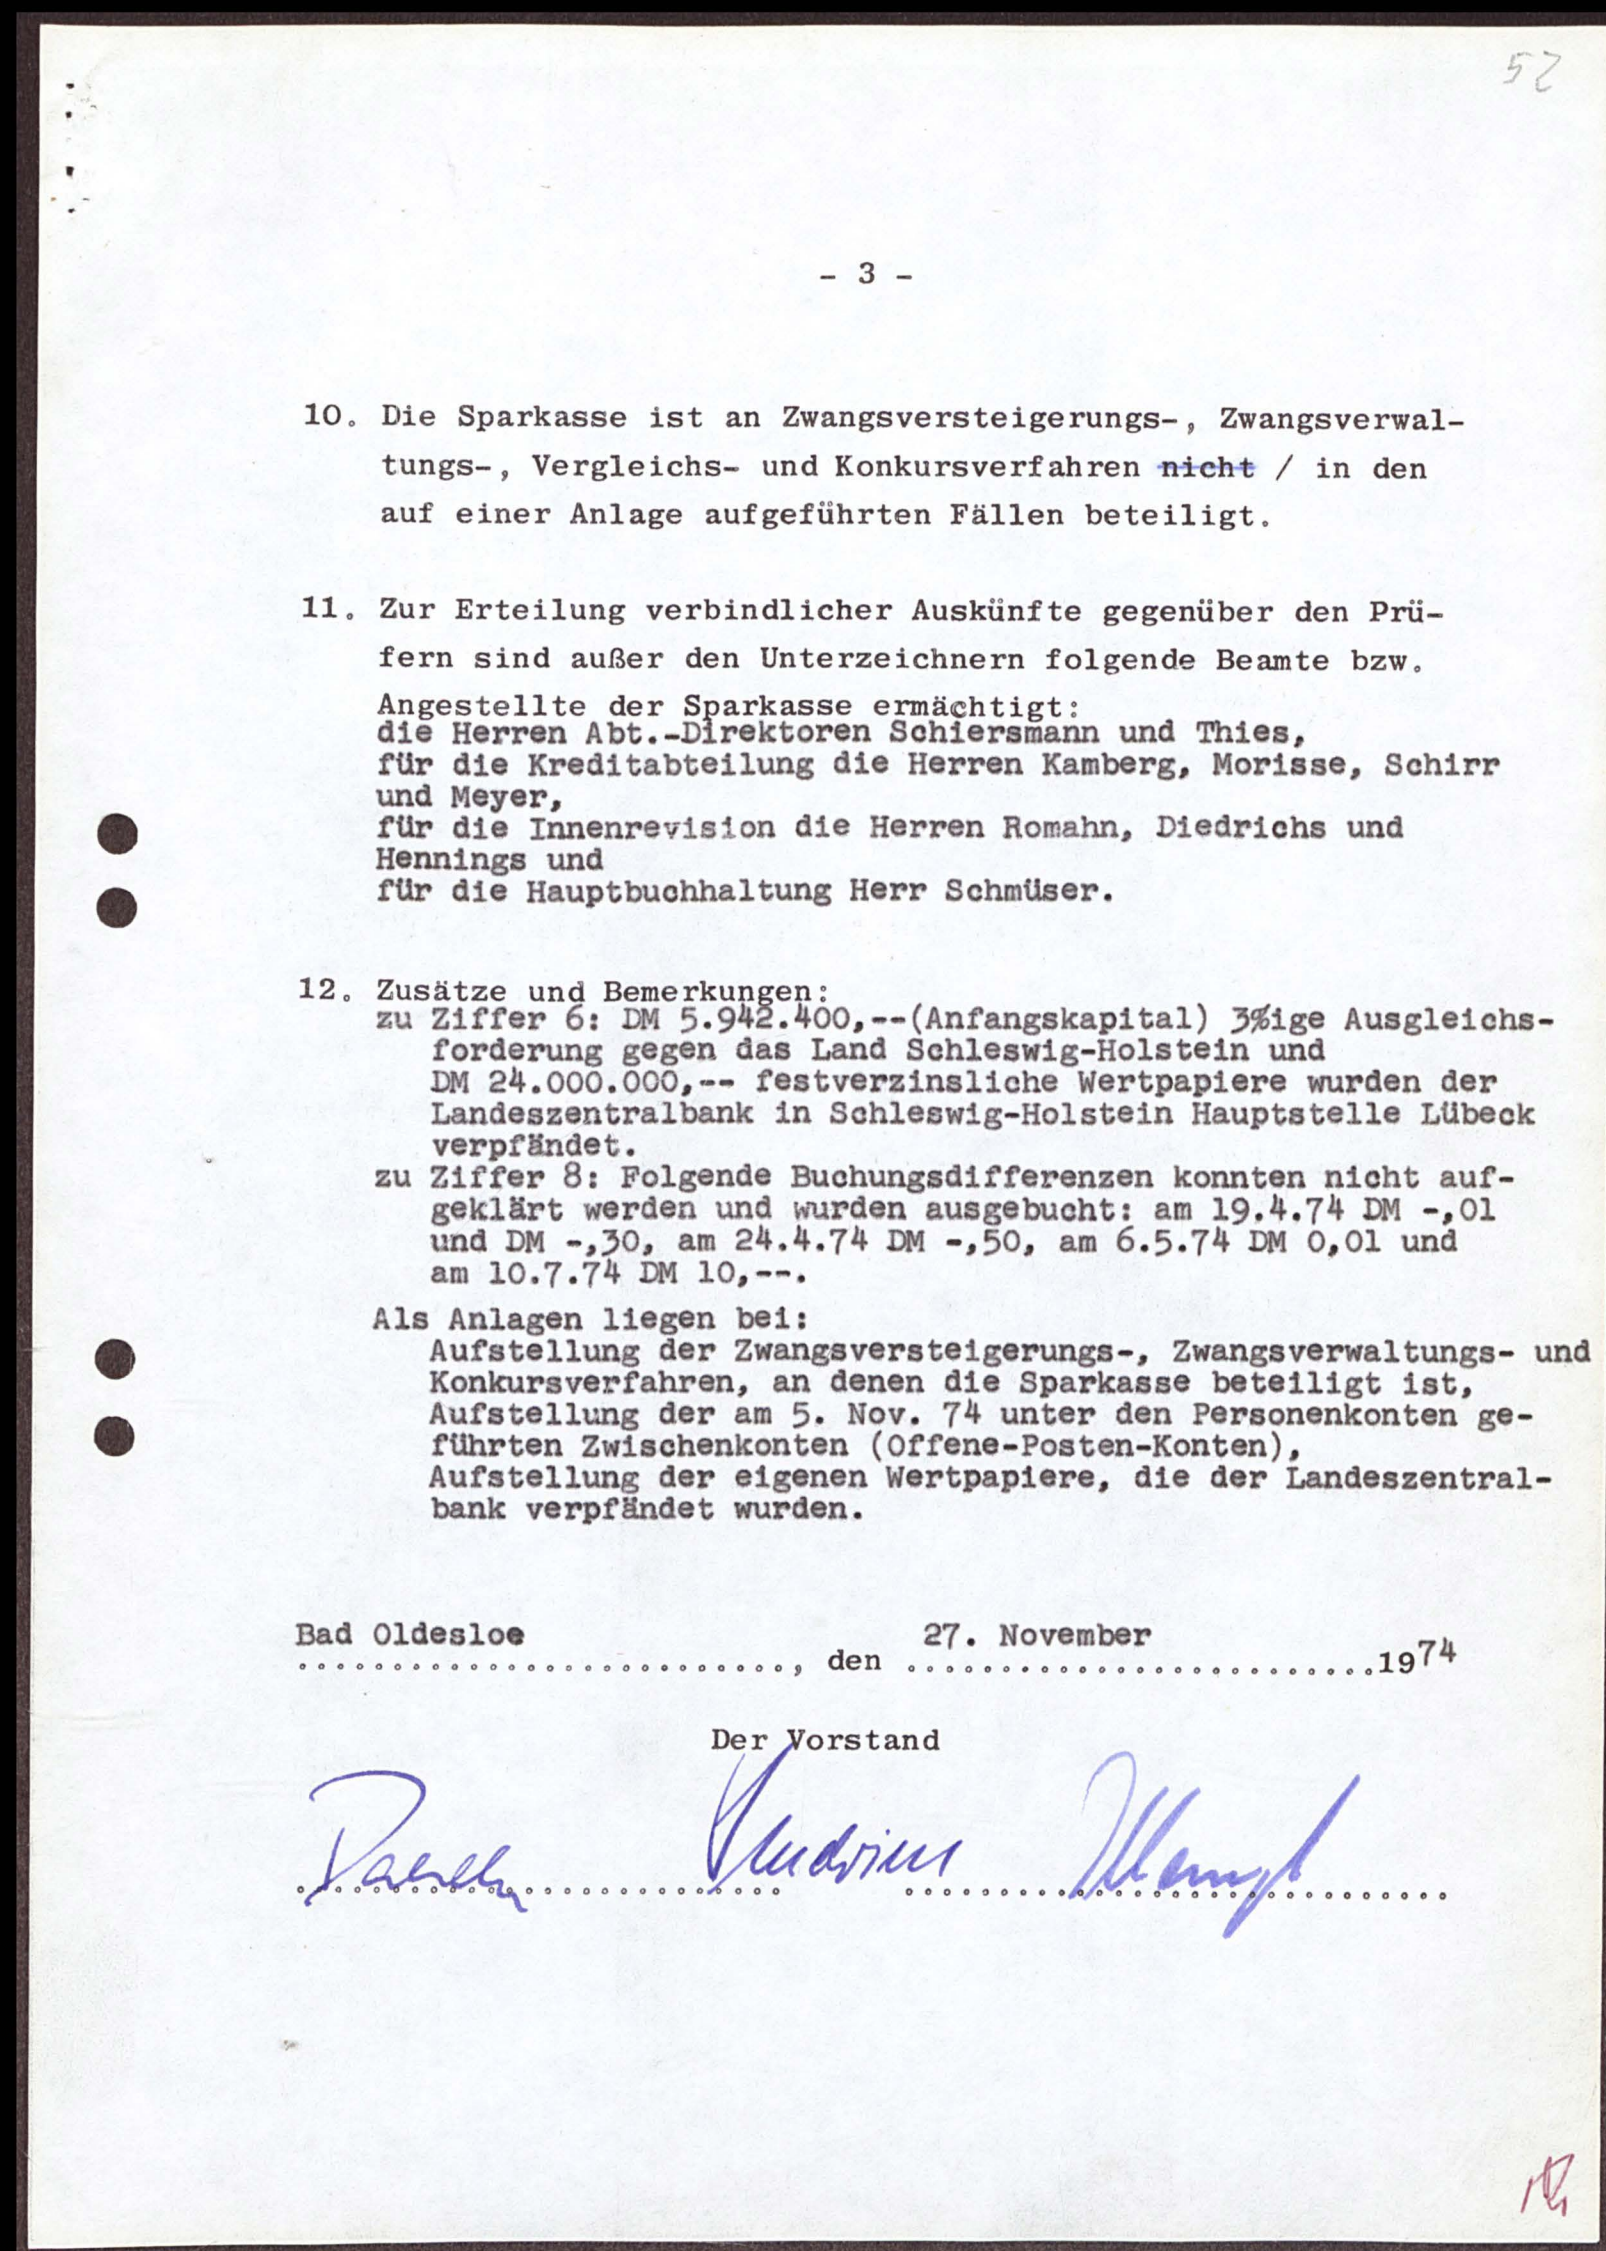 52
- 3 -
10. Die Sparkasse ist an Zwangsversteigerungs-, Zwangsverwal-
tungs-, Vergleichs- und Konkursverfahren nicht / in den
auf einer Anlage aufgeführten Fällen beteiligt.
11. Zur Erteilung verbindlicher Auskünfte gegenüber den Prü-
fern sind außer den Unterzeichnern folgende Beamte bzw.
Angestellte der Sparkasse ermächtigt:
die Herren Abt.-Direktoren Schiersmann und Thies,
für die Kreditabteilung die Herren Kamberg, Morisse, Schirr
und Meyer,
für die Innenrevision die Herren Romahn, Diedrichs und
Hennings und
für die Hauptbuchhaltung Herr Schmüser.
12. Zusätze und Bemerkungen:
zu Ziffer 6: DM 5.942.400,--(Anfangskapital) 3%ige Ausgleichs-
forderung gegen das Land Schleswig-Holstein und
DM 24.000.000,-- festverzinsliche Wertpapiere wurden der
Landeszentralbank in Schleswig-Holstein Hauptstelle Lübeck
verpfändet.
zu Ziffer 8: Folgende Buchungsdifferenzen konnten nicht auf-
geklärt werden und wurden ausgebucht: am 19.4.74 DM -,01
und DM -,30, am 24.4.74 DM -,50, am 6.5.74 DM 0,01 und
am 10.7.74 DM 10,--.
Als Anlagen liegen bei:
Aufstellung der Zwangsversteigerungs-, Zwangsverwaltungs- und
Konkursverfahren, an denen die Sparkasse beteiligt ist,
Aufstellung der am 5. Nov. 74 unter den Personenkonten ge-
führten Zwischenkonten (Offene-Posten-Konten),
Aufstellung der eigenen Wertpapiere, die der Landeszentral-
bank verpfändet wurden.
Bad Oldesloe, den 27. November 1974
Der Vorstand